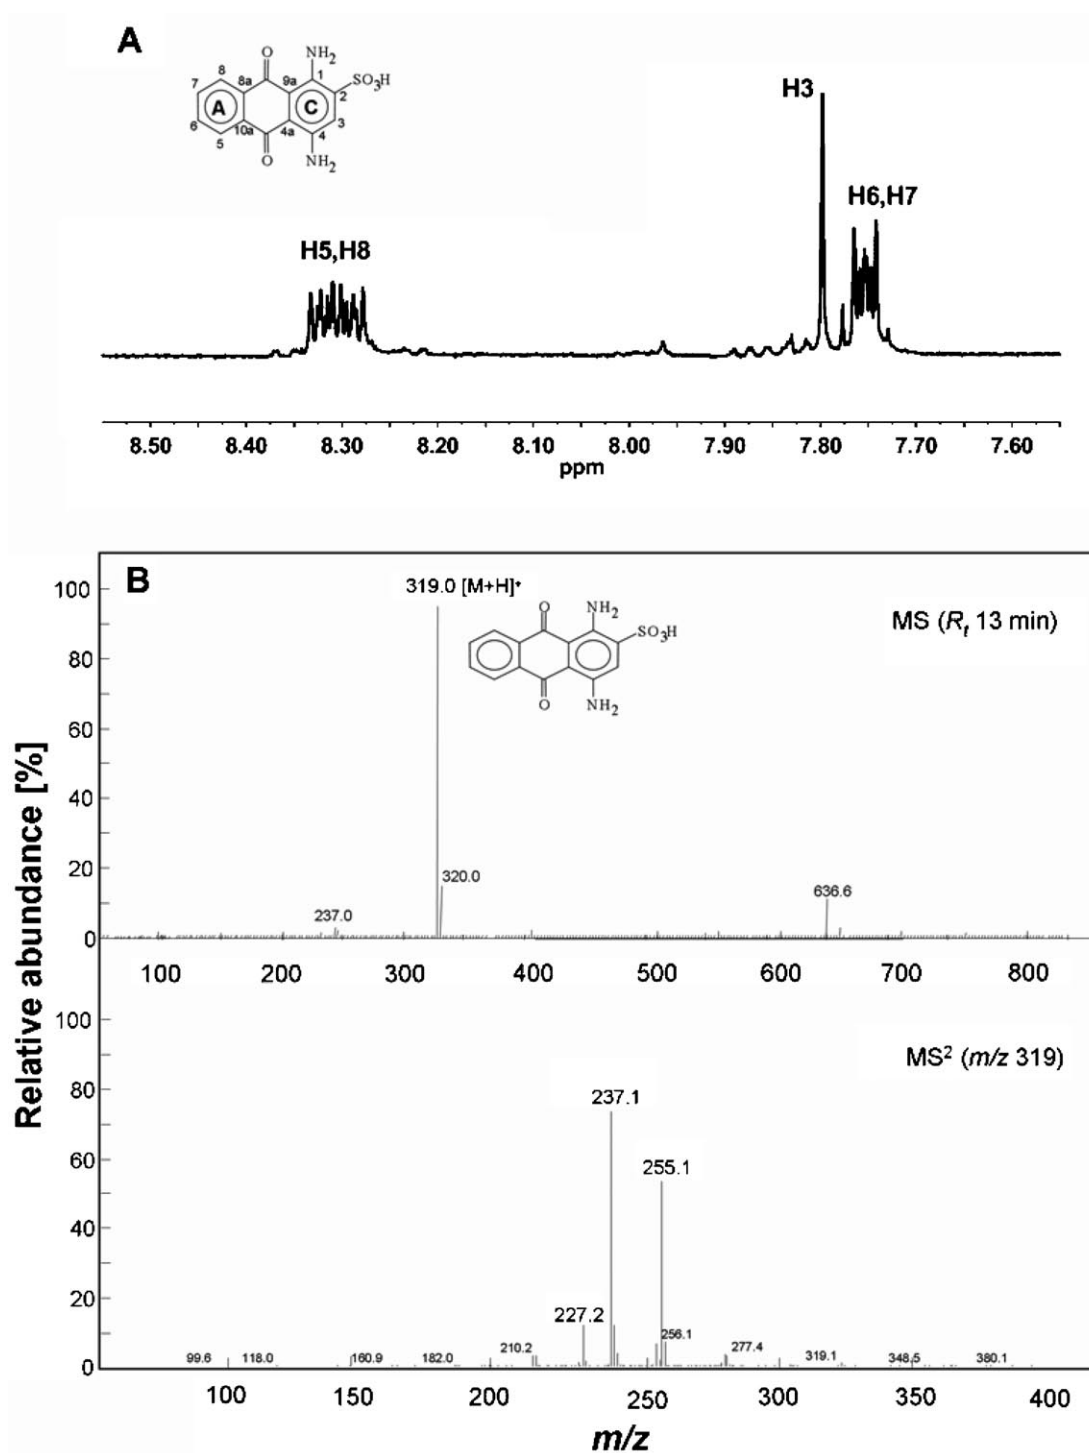 A
O
NH2
8
1
7
8a
9a
SO3H
2
A
C
6
10a
4a
3
5
4
O
NH2
H3
H6,H7
H5,H8
8.50 8.40 8.30 8.20 8.10 8.00 7.90 7.80 7.70 7.60
ppm
B
Relative abundance [%]
100
80
60
40
20
0
319.0 [M+H]+
O
NH2
SO3H
O
NH2
MS (Rt 13 min)
320.0
237.0
636.6
100 200 300 400 500 600 700 800
100
80
60
40
20
0
MS2 (m/z 319)
237.1
255.1
227.2
256.1
210.2
277.4
99.6 118.0 160.9 182.0 319.1 348.5 380.1
100 150 200 250 300 350 400
m/z